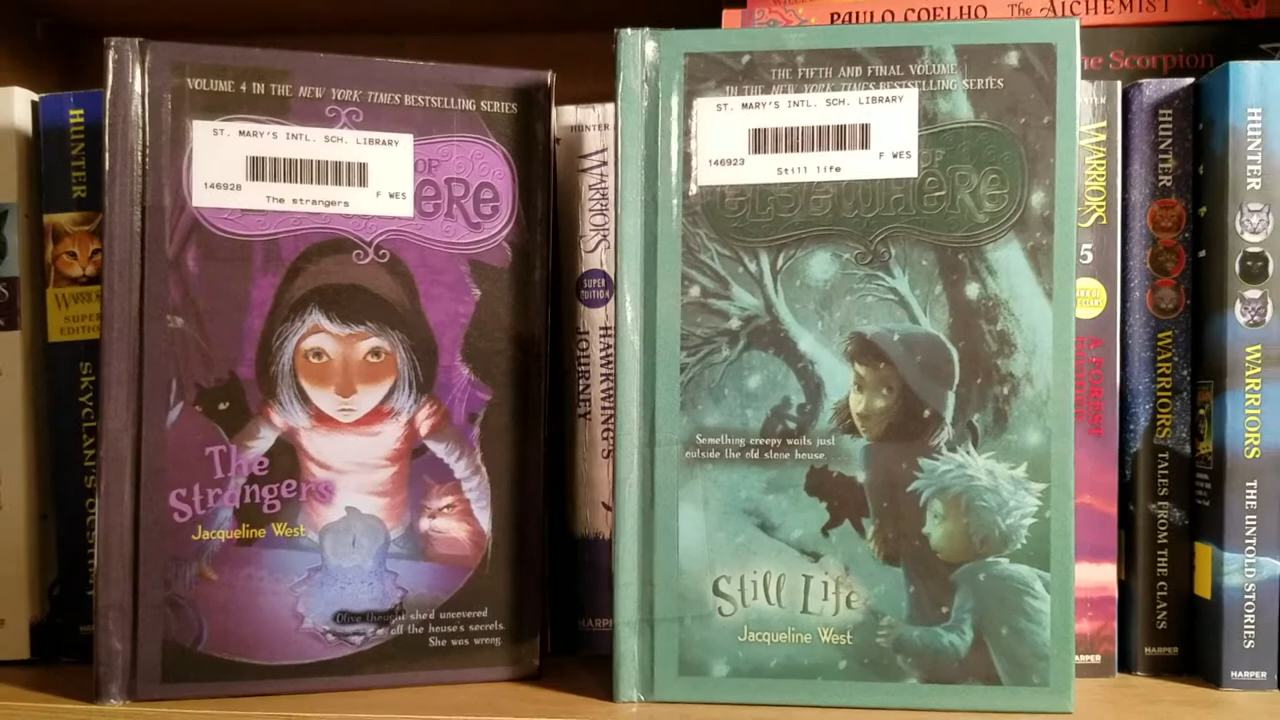 VOLUME 4 IN THE NEW YORK TIMES BESTSELLING SERIES
ST. MARY'S INTL. SCH. LIBRARY
146928
F WES
The strangers
OF
ERE
The
Strangers
Jacqueline West
Olive thought she'd uncovered
all the house's secrets.
She was wrong.
THE FIFTH AND FINAL VOLUME
IN THE NEW YORK TIMES BESTSELLING SERIES
ST. MARY'S INTL. SCH. LIBRARY
146923
F WES
Still life
OF
ELSEWHERE
Something creepy waits just
outside the old stone house. . . .
Still Life
Jacqueline West
HUNTER
WARRIORS
SUPER
EDITION
SKYCLAN'S DESTINY
HUNTER
WARRIORS
SUPER
EDITION
HAWKWING'S
JOURNEY
PAULO COELHO The ALCHEMIST
he Scorpion
WARRIORS
5
A FOREST
HARPER
HUNTER
WARRIORS
TALES FROM THE CLANS
HARPER
HUNTER
WARRIORS
THE UNTOLD STORIES
HARPER